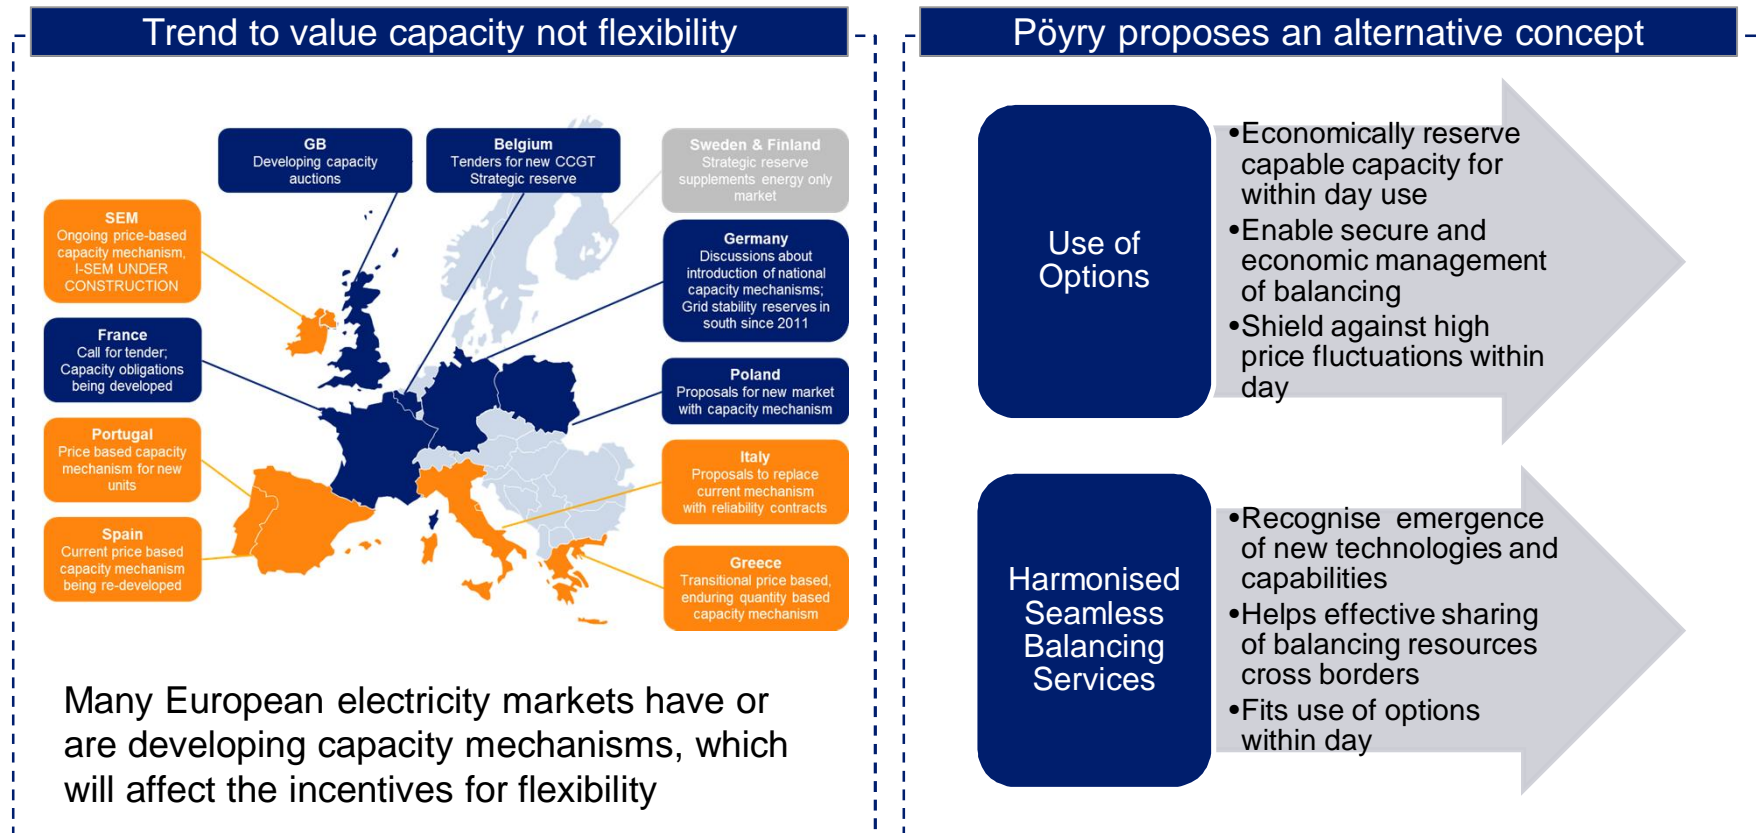 Trend to value capacity not flexibility
GB
Developing capacity
auctions
Belgium
Tenders for new CCGT
Strategic reserve
Sweden & Finland
Strategic reserve
supplements energy only
market
SEM
Ongoing price-based
capacity mechanism,
I-SEM UNDER
CONSTRUCTION
Germany
Discussions about
introduction of national
capacity mechanisms;
Grid stability reserves in
south since 2011
France
Call for tender;
Capacity obligations
being developed
Poland
Proposals for new market
with capacity mechanism
Portugal
Price based capacity
mechanism for new
units
Italy
Proposals to replace
current mechanism
with reliability contracts
Spain
Current price based
capacity mechanism
being re-developed
Greece
Transitional price based,
enduring quantity based
capacity mechanism
Many European electricity markets have or
are developing capacity mechanisms, which
will affect the incentives for flexibility
Pöyry proposes an alternative concept
Use of
Options
•Economically reserve
capable capacity for
within day use
•Enable secure and
economic management
of balancing
•Shield against high
price fluctuations within
day
Harmonised
Seamless
Balancing
Services
•Recognise emergence
of new technologies and
capabilities
•Helps effective sharing
of balancing resources
cross borders
•Fits use of options
within day